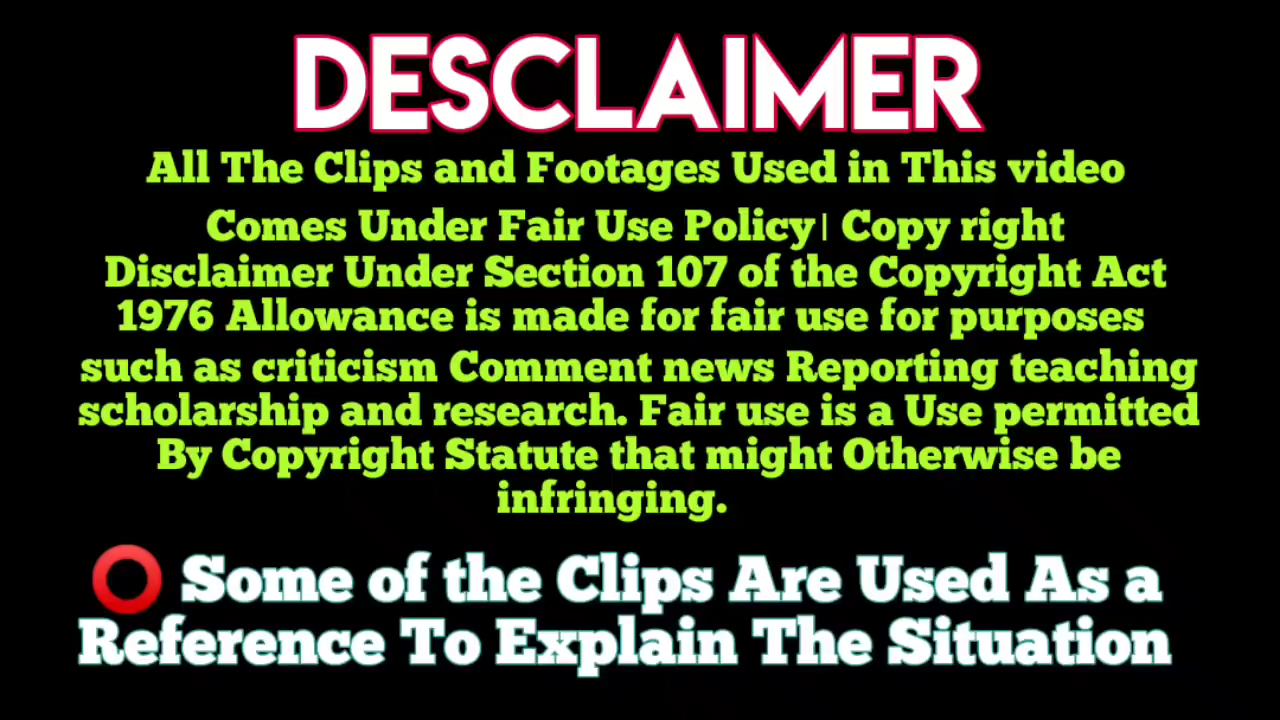 DESCLAIMER
All The Clips and Footages Used in This video
Comes Under Fair Use Policy। Copy right
Disclaimer Under Section 107 of the Copyright Act
1976 Allowance is made for fair use for purposes
such as criticism Comment news Reporting teaching
scholarship and research. Fair use is a Use permitted
By Copyright Statute that might Otherwise be
infringing.
⭕ Some of the Clips Are Used As a
Reference To Explain The Situation